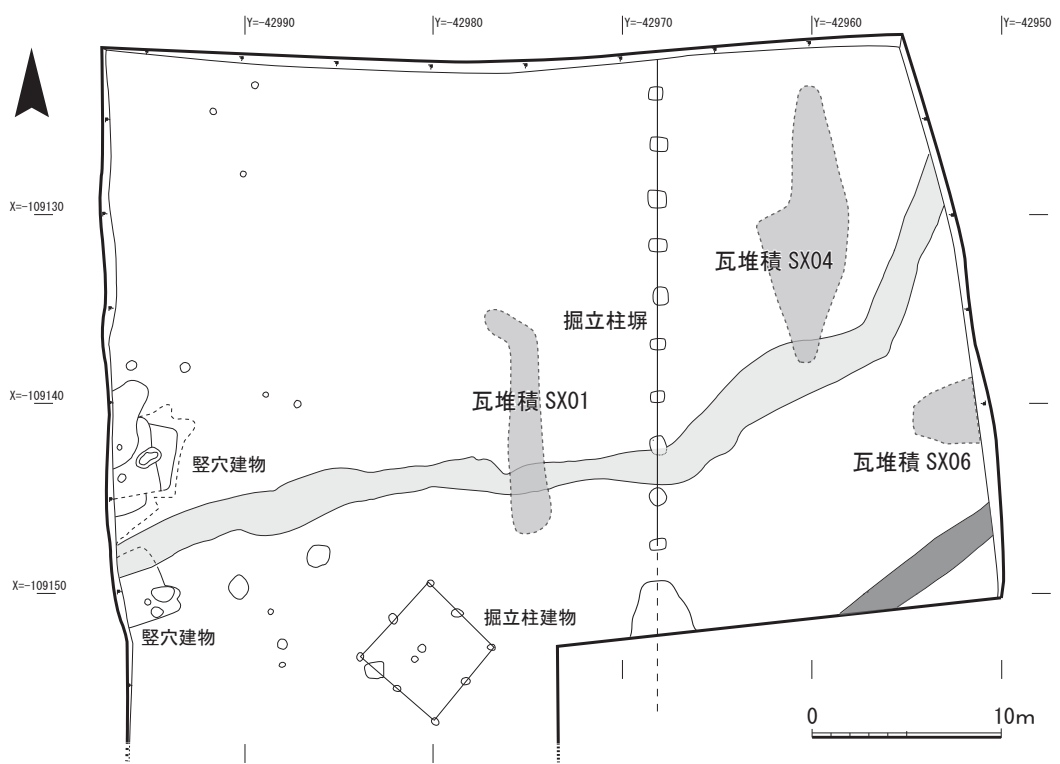 Y=-42990
Y=-42980
Y=-42970
Y=-42960
Y=-42950
X=-109130
瓦堆積 SX04
掘立柱塀
X=-109140
瓦堆積 SX01
竪穴建物
瓦堆積 SX06
X=-109150
掘立柱建物
竪穴建物
0 10m